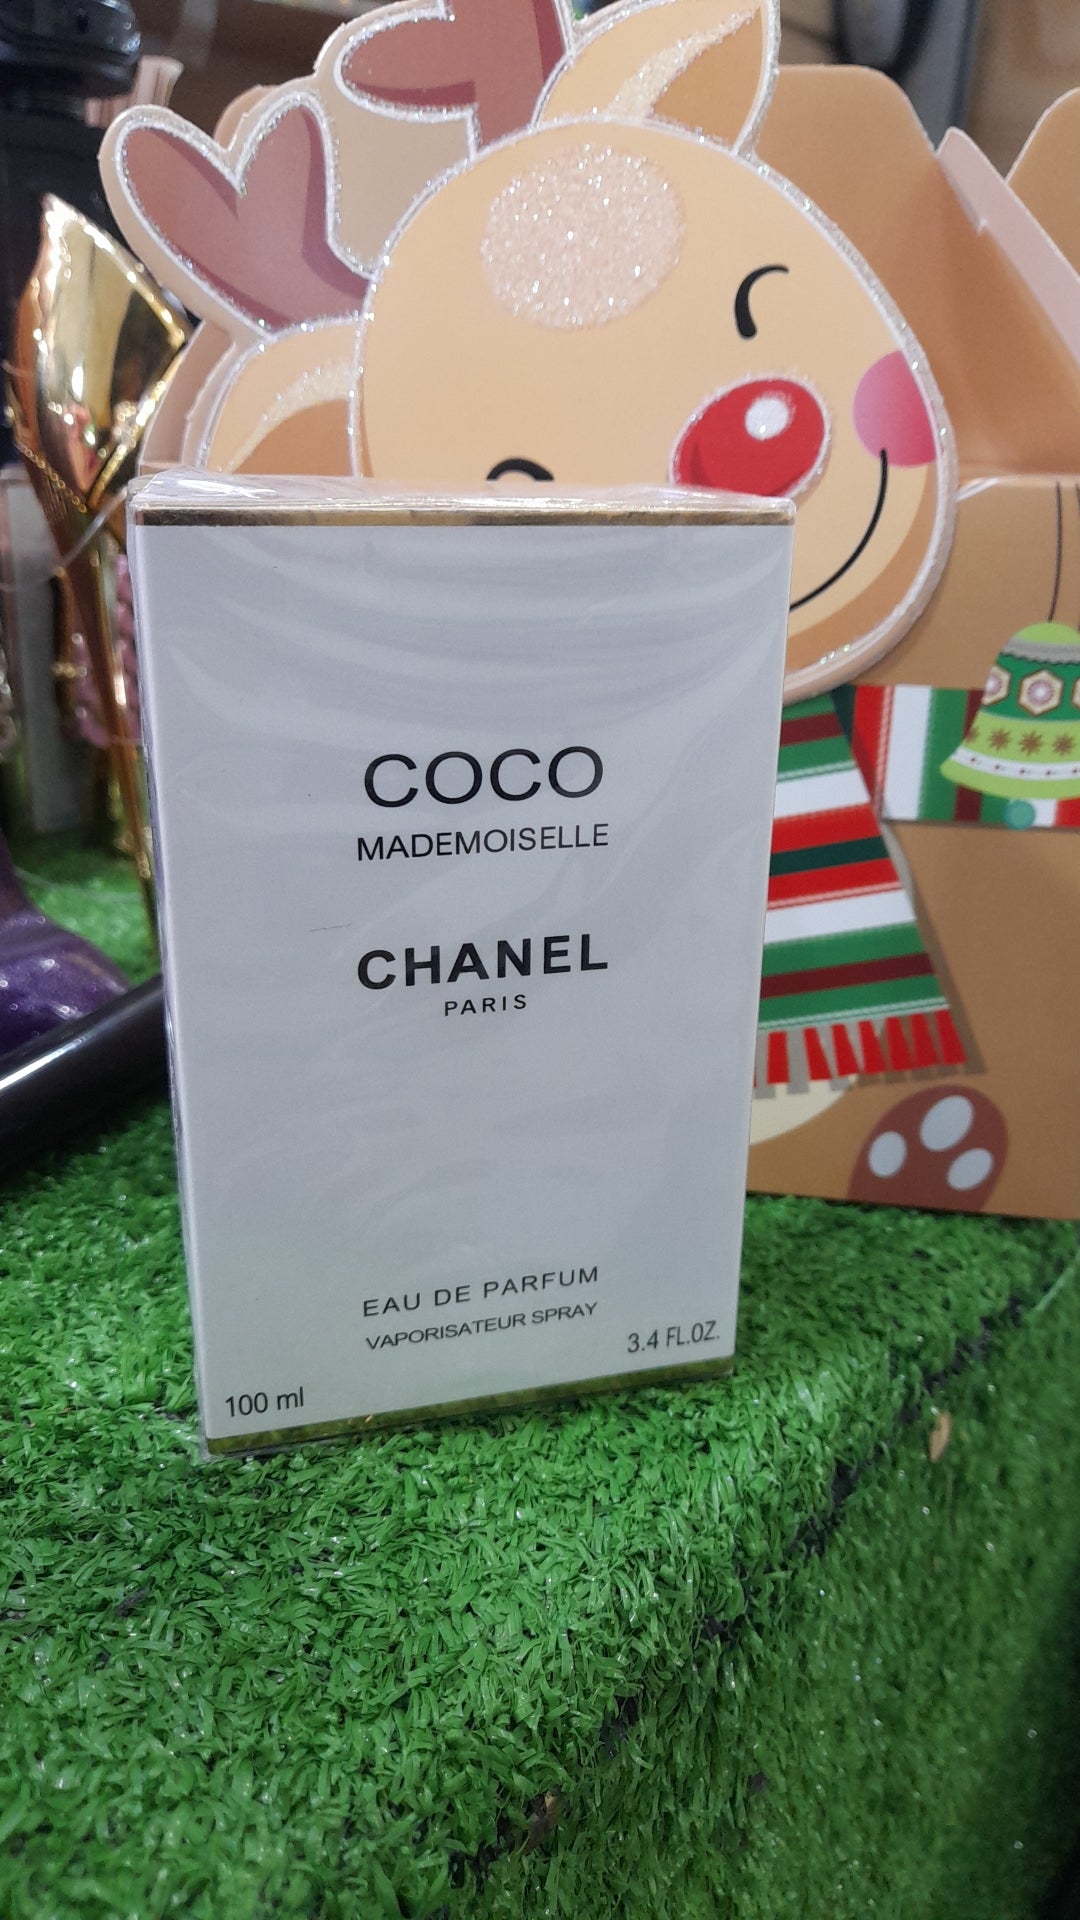 COCO
MADEMOISELLE
CHANEL
PARIS
EAU DE PARFUM
VAPORISATEUR SPRAY
100 ml
3.4 FL.OZ.